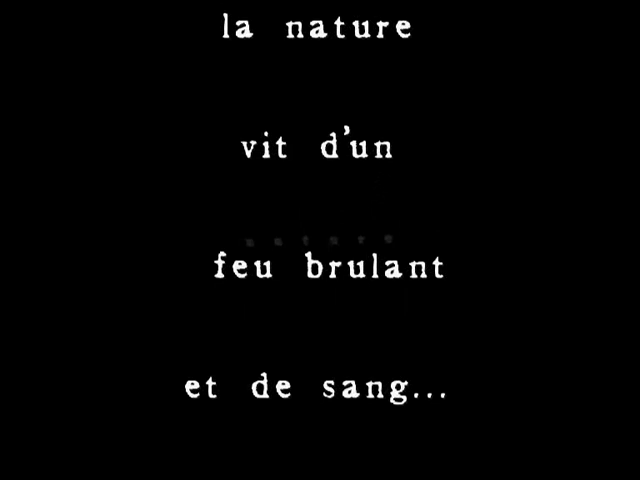 la nature
vit d'un
feu brulant
et de sang...